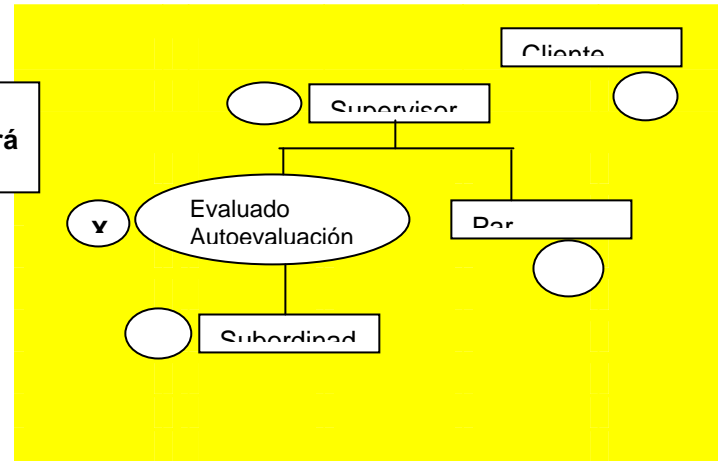 Cliente
Supervisor
rá
Evaluado
Autoevaluación
x
Par
Subordinad